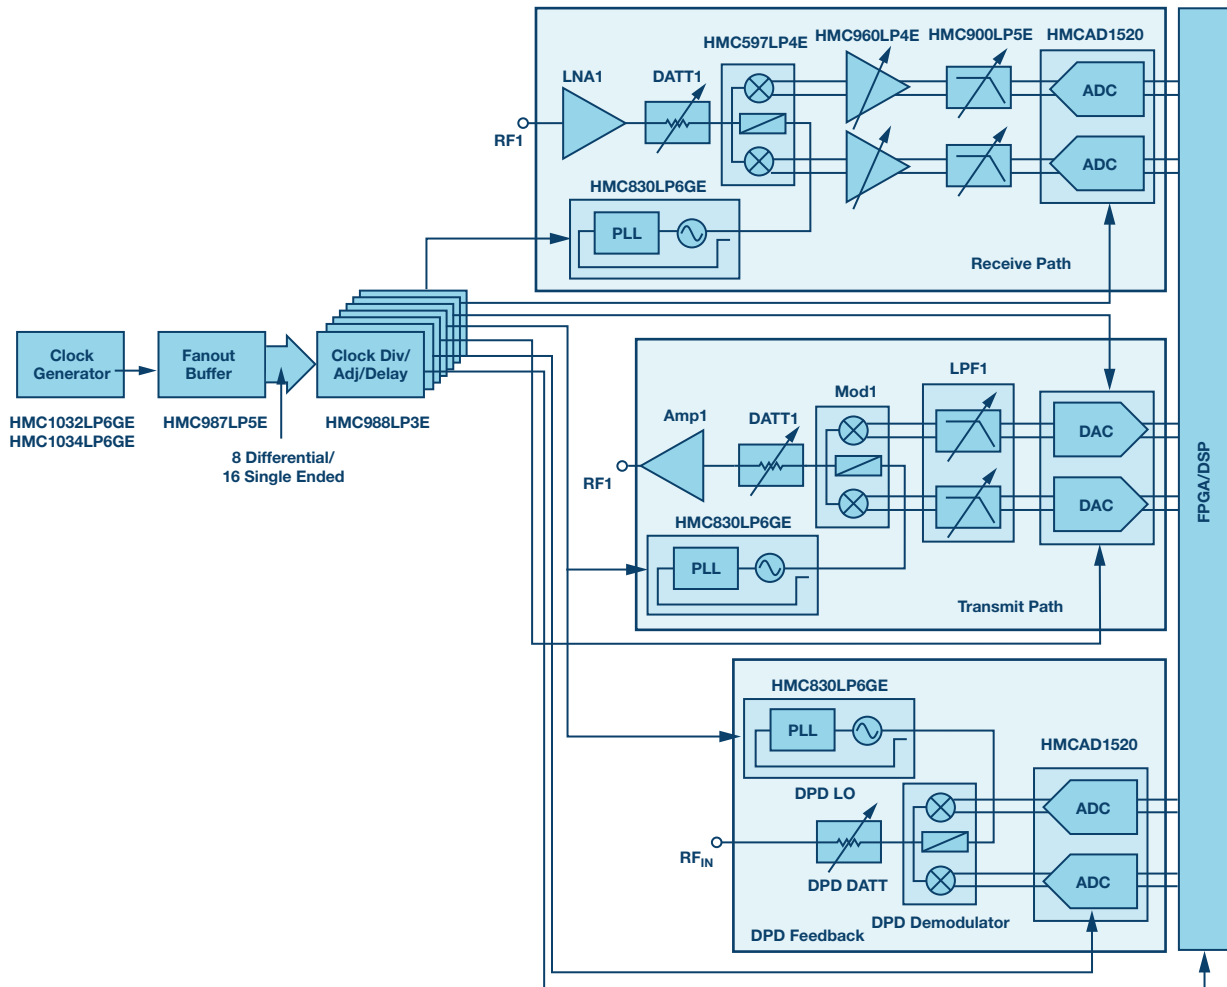 HMC597LP4E
HMC960LP4E
HMC900LP5E
HMCAD1520
LNA1
DATT1
ADC
RF1
ADC
HMC830LP6GE
PLL
Receive Path
Clock
Generator
Fanout
Buffer
Clock Div/
Adj/Delay
HMC1032LP6GE
HMC1034LP6GE
HMC987LP5E
HMC988LP3E
8 Differential/
16 Single Ended
LPF1
Mod1
Amp1
DATT1
DAC
RF1
DAC
HMC830LP6GE
PLL
Transmit Path
FPGA/DSP
HMC830LP6GE
PLL
HMCAD1520
DPD LO
ADC
RFIN
DPD DATT
ADC
DPD Demodulator
DPD Feedback